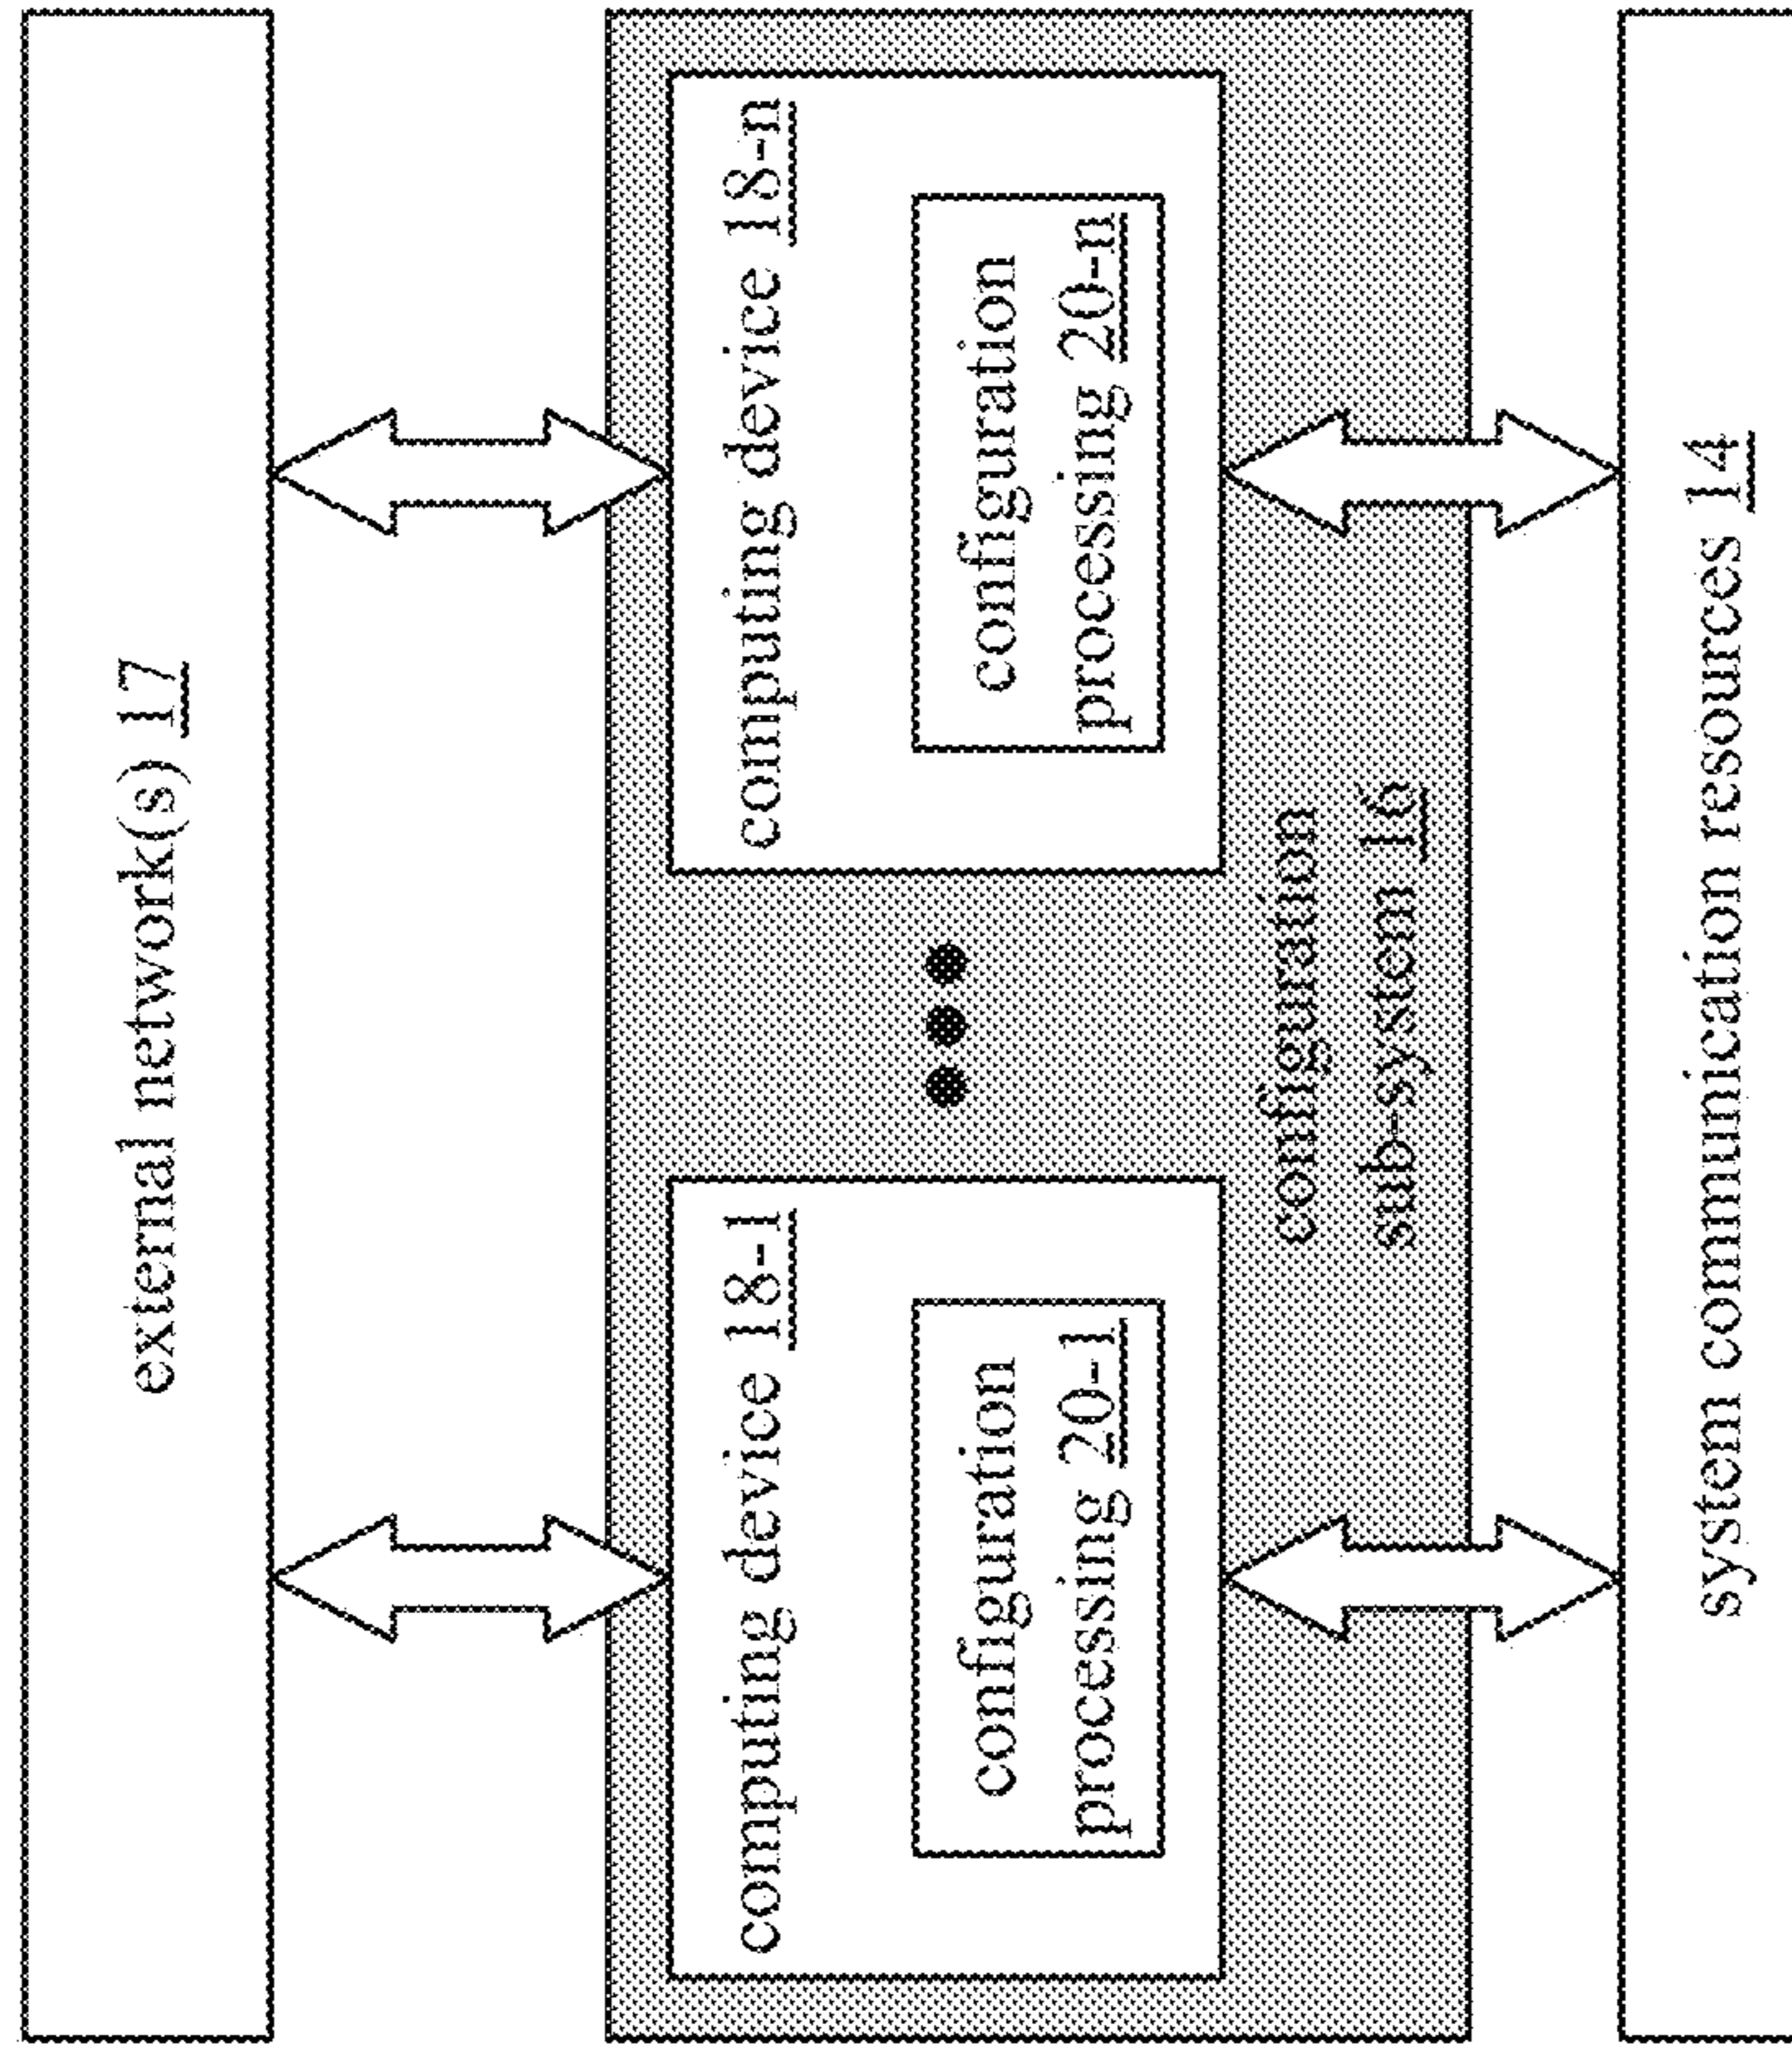 external network(s) 17
computing device 18-1
configuration
processing 20-1
computing device 18-n
configuration
processing 20-n
configuration
sub-system 16
system communication resources 14